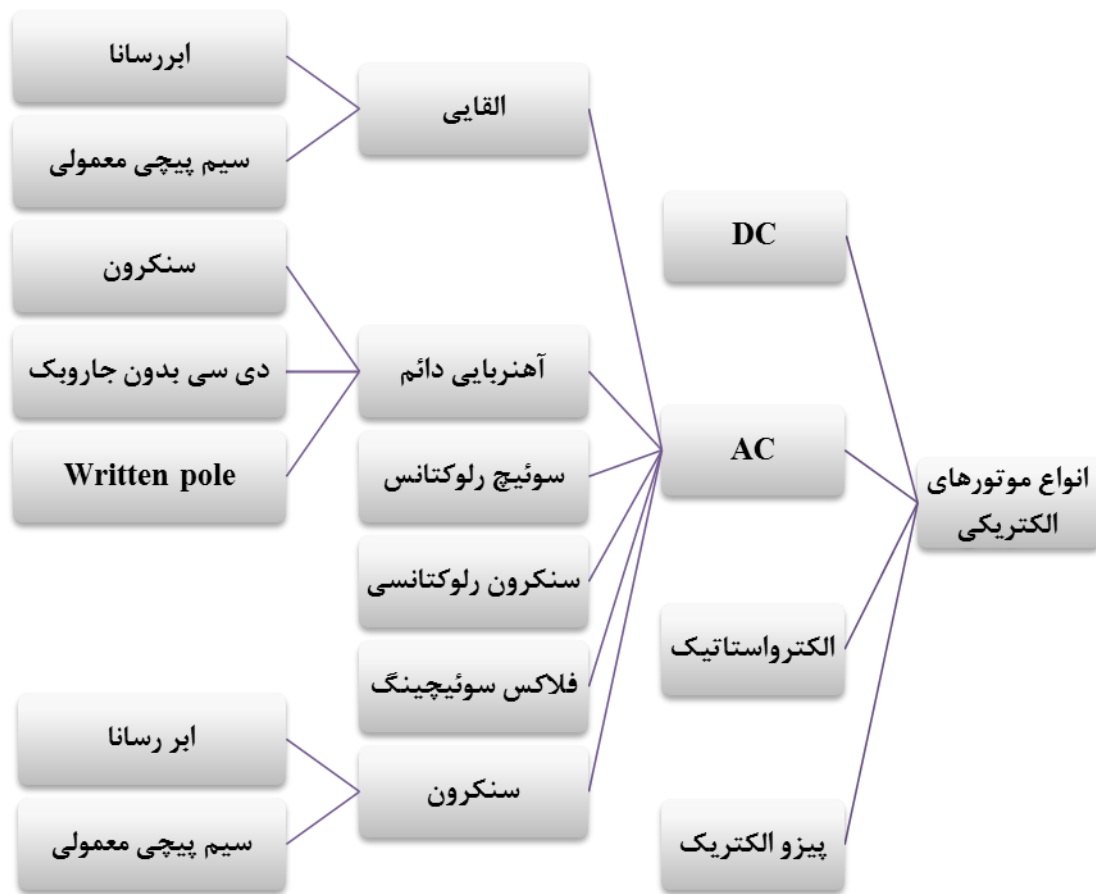 انواع موتورهای
الکتریکی
DC
AC
الکترواستاتیک
پیزو الکتریک
القایی
آهنربایی دائم
سوئیچ رلوکتانس
سنکرون رلوکتانسی
فلاکس سوئیچینگ
سنکرون
ابررسانا
سیم پیچی معمولی
سنکرون
دی سی بدون جاروبک
Written pole
ابر رسانا
سیم پیچی معمولی